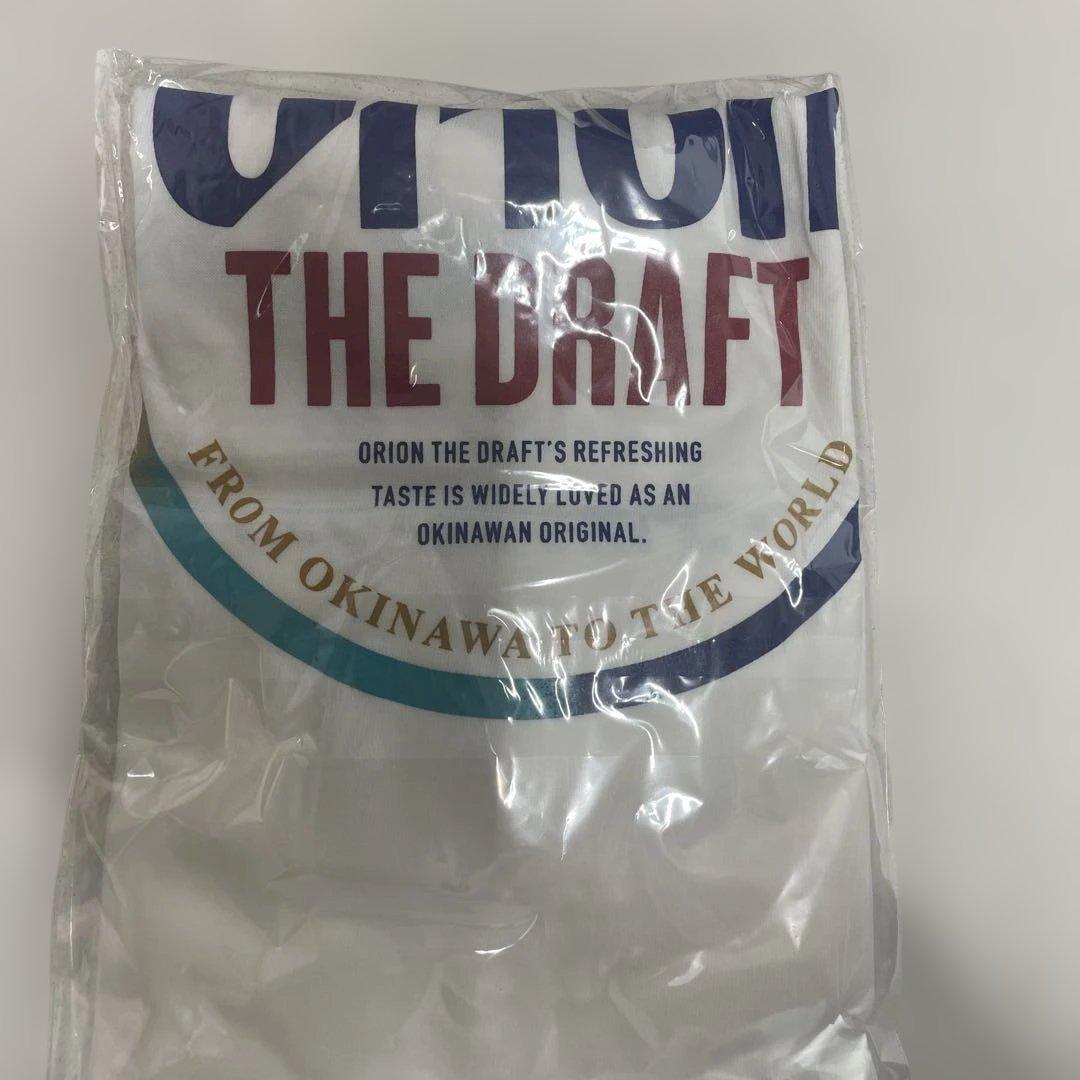 orion
THE DRAFT
ORION THE DRAFT'S REFRESHING
TASTE IS WIDELY LOVED AS AN
OKINAWAN ORIGINAL.
FROM OKINAWA TO THE WORLD